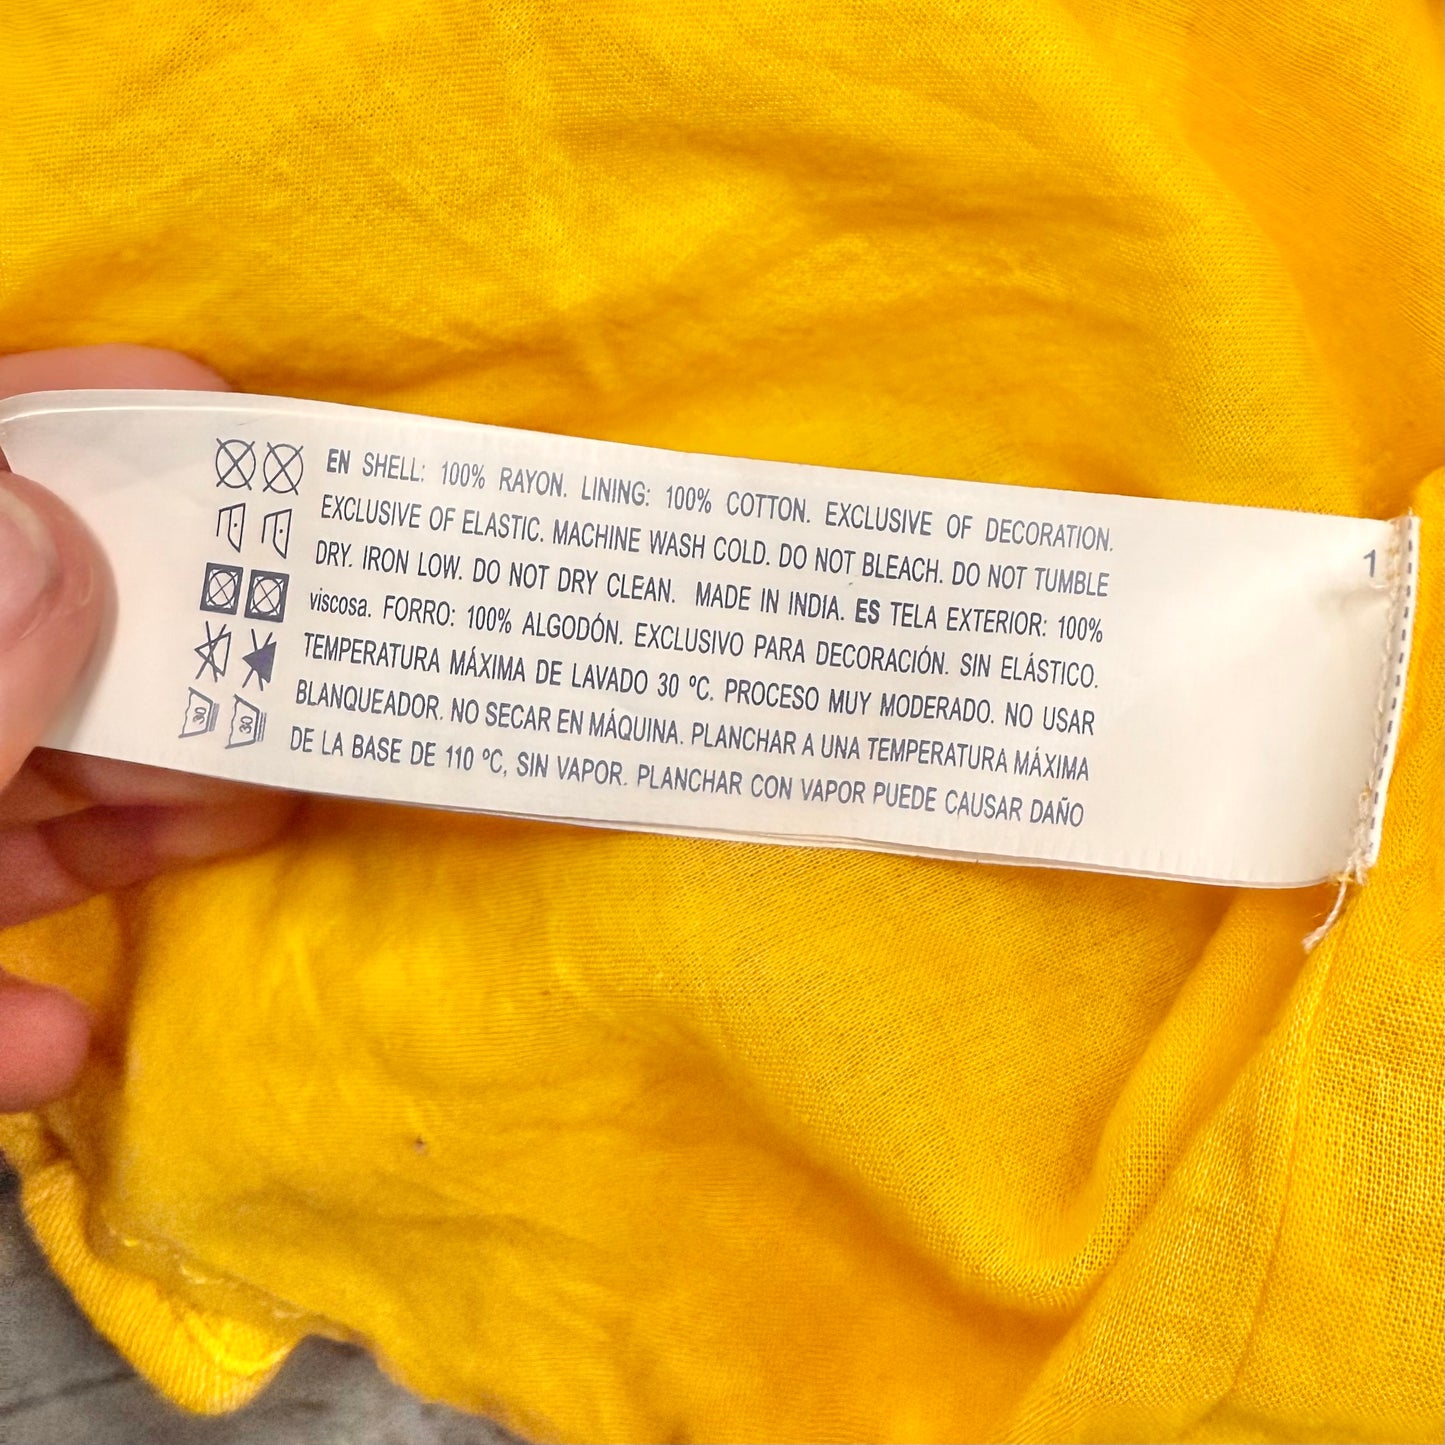 EN SHELL: 100% RAYON. LINING: 100% COTTON. EXCLUSIVE OF DECORATION.
EXCLUSIVE OF ELASTIC. MACHINE WASH COLD. DO NOT BLEACH. DO NOT TUMBLE
DRY. IRON LOW. DO NOT DRY CLEAN. MADE IN INDIA. ES TELA EXTERIOR: 100%
viscosa. FORRO: 100% ALGODÓN. EXCLUSIVO PARA DECORACIÓN. SIN ELÁSTICO.
TEMPERATURA MÁXIMA DE LAVADO 30 ºC. PROCESO MUY MODERADO. NO USAR
BLANQUEADOR. NO SECAR EN MÁQUINA. PLANCHAR A UNA TEMPERATURA MÁXIMA
DE LA BASE DE 110 ºC, SIN VAPOR. PLANCHAR CON VAPOR PUEDE CAUSAR DAÑO
30 30
1